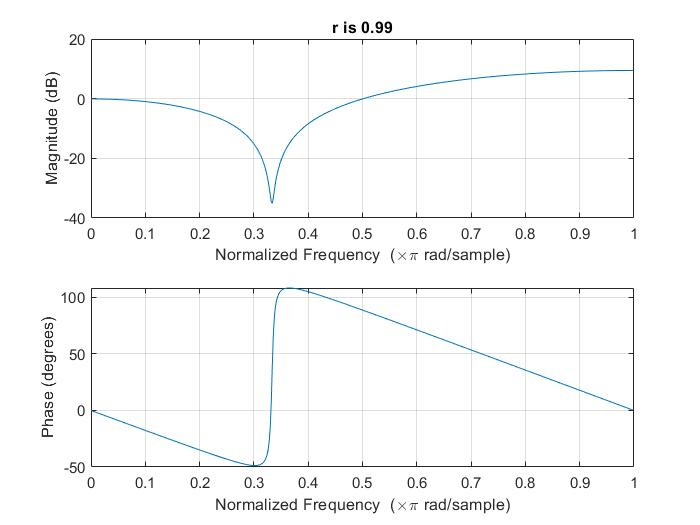 r is 0.99
20
0
-20
-40
Magnitude (dB)
0 0.1 0.2 0.3 0.4 0.5 0.6 0.7 0.8 0.9 1
Normalized Frequency (×π rad/sample)
100
50
0
-50
Phase (degrees)
0 0.1 0.2 0.3 0.4 0.5 0.6 0.7 0.8 0.9 1
Normalized Frequency (×π rad/sample)